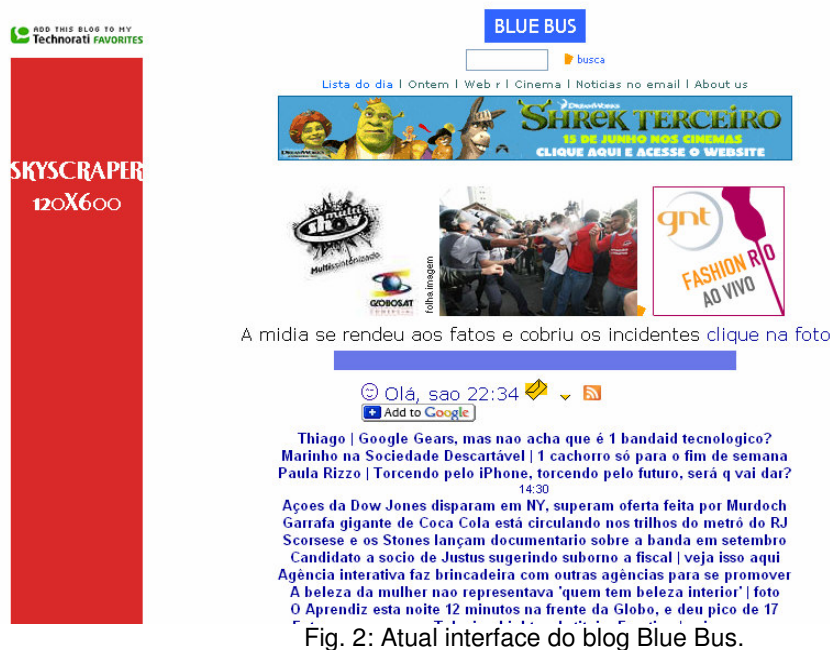 ADD THIS BLOG TO MY
Technorati FAVORITES
SKYSCRAPER
120X600
BLUE BUS
busca
Lista do dia | Ontem | Web r | Cinema | Noticias no email | About us
DREAMWORKS
SHREK TERCEIRO
15 DE JUNHO NOS CINEMAS
CLIQUE AQUI E ACESSE O WEBSITE
multi
show
Multissintonizado
GLOBOSAT
COMERCIAL
folha imagem
gnt
FASHION RIO
AO VIVO
A midia se rendeu aos fatos e cobriu os incidentes clique na foto
Olá, sao 22:34
Add to Google
Thiago | Google Gears, mas nao acha que é 1 bandaid tecnologico?
Marinho na Sociedade Descartável | 1 cachorro só para o fim de semana
Paula Rizzo | Torcendo pelo iPhone, torcendo pelo futuro, será q vai dar?
14:30
Açoes da Dow Jones disparam em NY, superam oferta feita por Murdoch
Garrafa gigante de Coca Cola está circulando nos trilhos do metrô do RJ
Scorsese e os Stones lançam documentario sobre a banda em setembro
Candidato a socio de Justus sugerindo suborno a fiscal | veja isso aqui
Agência interativa faz brincadeira com outras agências para se promover
A beleza da mulher nao representava 'quem tem beleza interior' | foto
O Aprendiz esta noite 12 minutos na frente da Globo, e deu pico de 17
Fig. 2: Atual interface do blog Blue Bus.